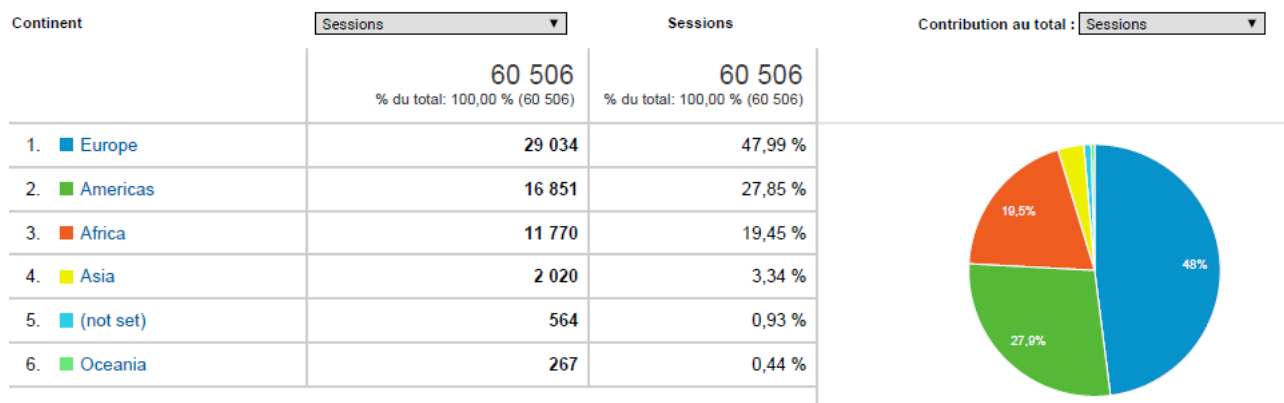 Continent Sessions Sessions Contribution au total : Sessions
60 506 60 506
% du total: 100,00 % (60 506) % du total: 100,00 % (60 506)
1. Europe 29 034 47,99 %
2. Americas 16 851 27,85 %
3. Africa 11 770 19,45 %
4. Asia 2 020 3,34 %
5. (not set) 564 0,93 %
6. Oceania 267 0,44 %
19,5%
48%
27,9%